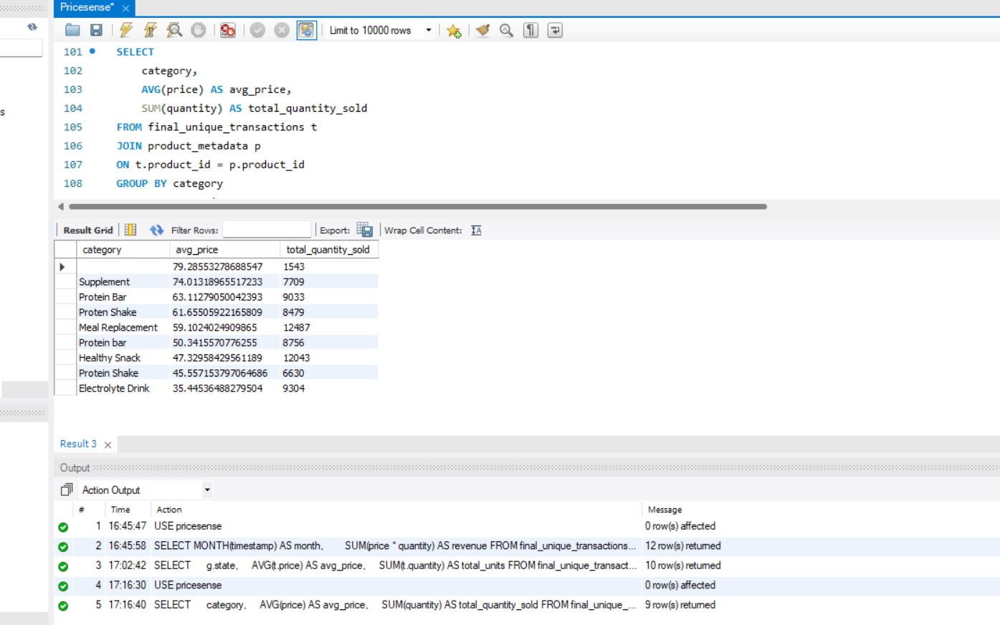 Pricesense*
Limit to 10000 rows
101 SELECT
102 category,
103 AVG(price) AS avg_price,
104 SUM(quantity) AS total_quantity_sold
105 FROM final_unique_transactions t
106 JOIN product_metadata p
107 ON t.product_id = p.product_id
108 GROUP BY category
s
Result Grid Filter Rows: Export: Wrap Cell Content:
category avg_price total_quantity_sold
79.28553278688547 1543
Supplement 74.01318965517233 7709
Protein Bar 63.11279050042393 9033
Proten Shake 61.65505922165809 8479
Meal Replacement 59.1024024909865 12487
Protein bar 50.3415570776255 8756
Healthy Snack 47.32958429561189 12043
Protein Shake 45.557153797064686 6630
Electrolyte Drink 35.44536488279504 9304
Result 3
Output
Action Output
# Time Action Message
1 16:45:47 USE pricesense 0 row(s) affected
2 16:45:58 SELECT MONTH(timestamp) AS month, SUM(price * quantity) AS revenue FROM final_unique_transactions... 12 row(s) returned
3 17:02:42 SELECT g.state, AVG(t.price) AS avg_price, SUM(t.quantity) AS total_units FROM final_unique_transact... 10 row(s) returned
4 17:16:30 USE pricesense 0 row(s) affected
5 17:16:40 SELECT category, AVG(price) AS avg_price, SUM(quantity) AS total_quantity_sold FROM final_unique_... 9 row(s) returned